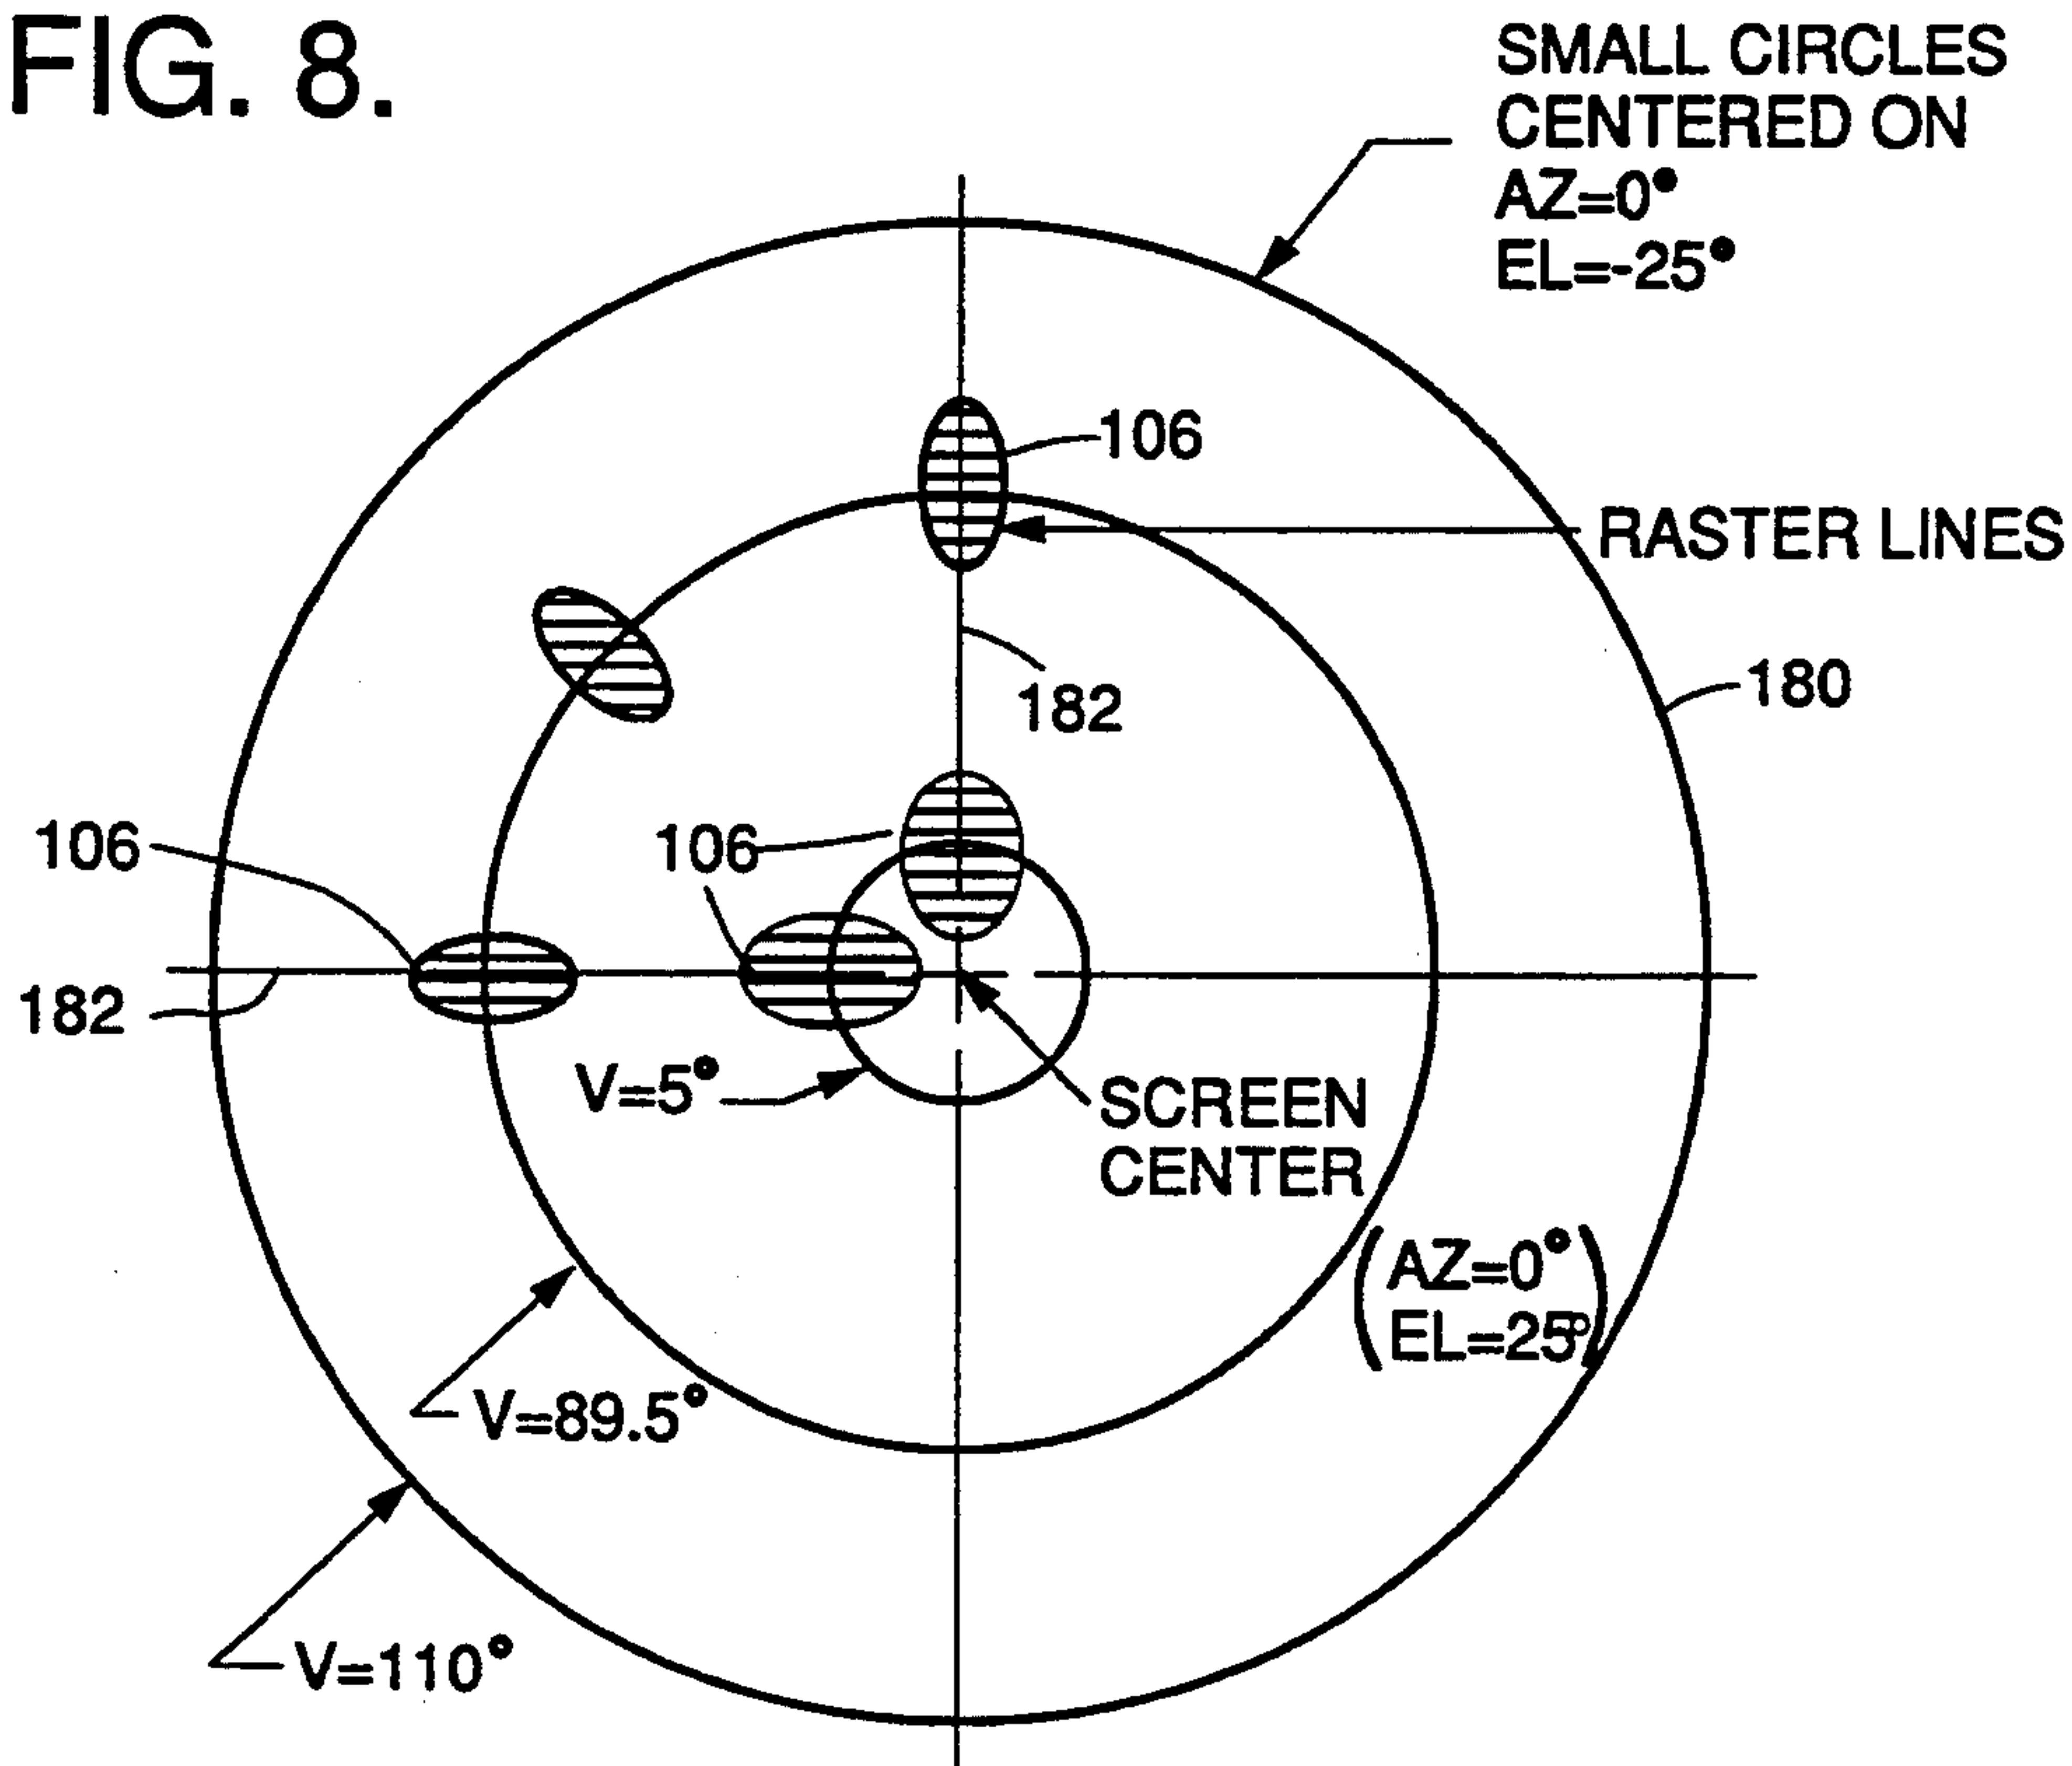 FIG. 8.
SMALL CIRCLES
CENTERED ON
AZ=0°
EL=-25°
106
RASTER LINES
182
180
106
106
182
V=5°
SCREEN
CENTER
(AZ=0°
EL=25°)
V=89.5°
V=110°